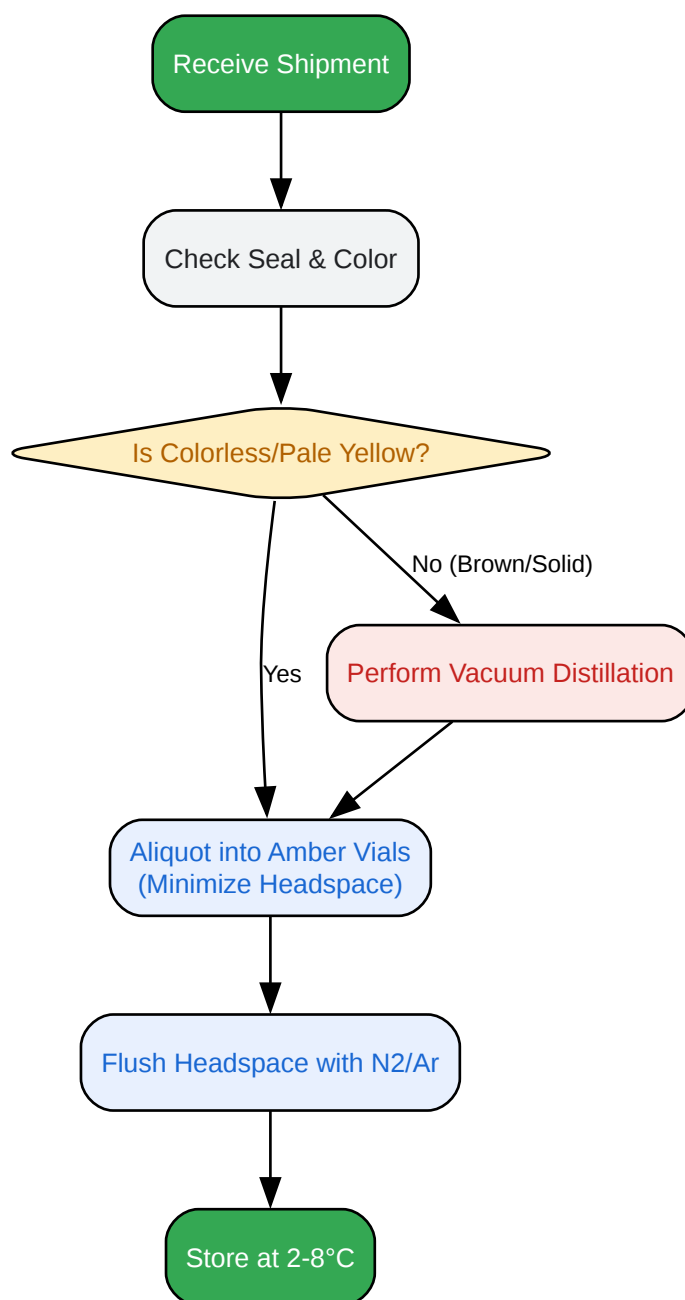 Receive Shipment
Check Seal & Color
Is Colorless/Pale Yellow?
No (Brown/Solid)
Yes
Perform Vacuum Distillation
Aliquot into Amber Vials
(Minimize Headspace)
Flush Headspace with N2/Ar
Store at 2-8°C